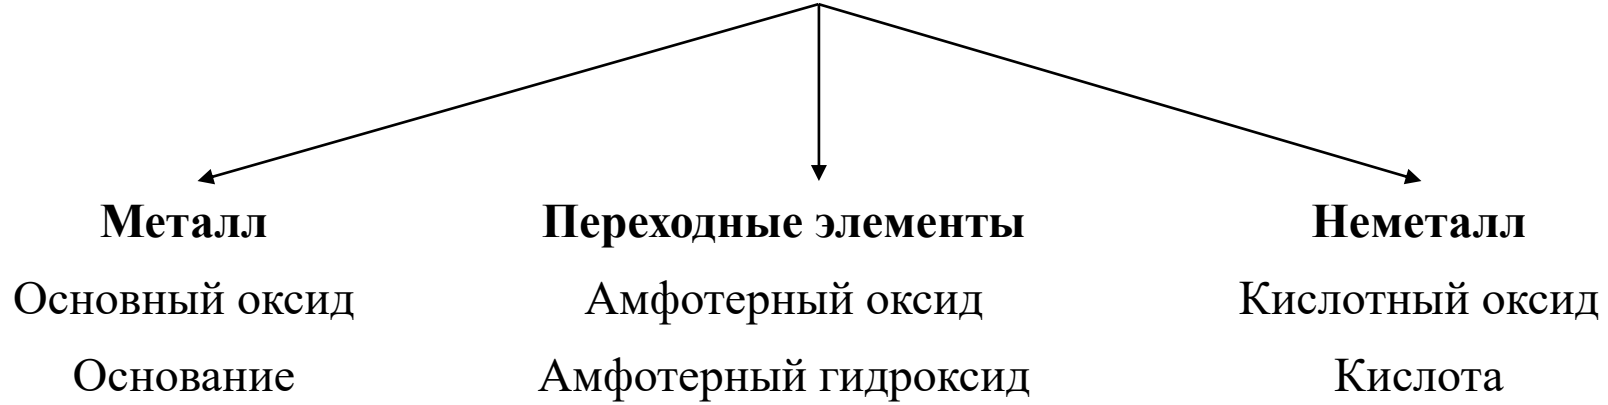 Металл Переходные элементы Неметалл
Основный оксид Амфотерный оксид Кислотный оксид
Основание Амфотерный гидроксид Кислота